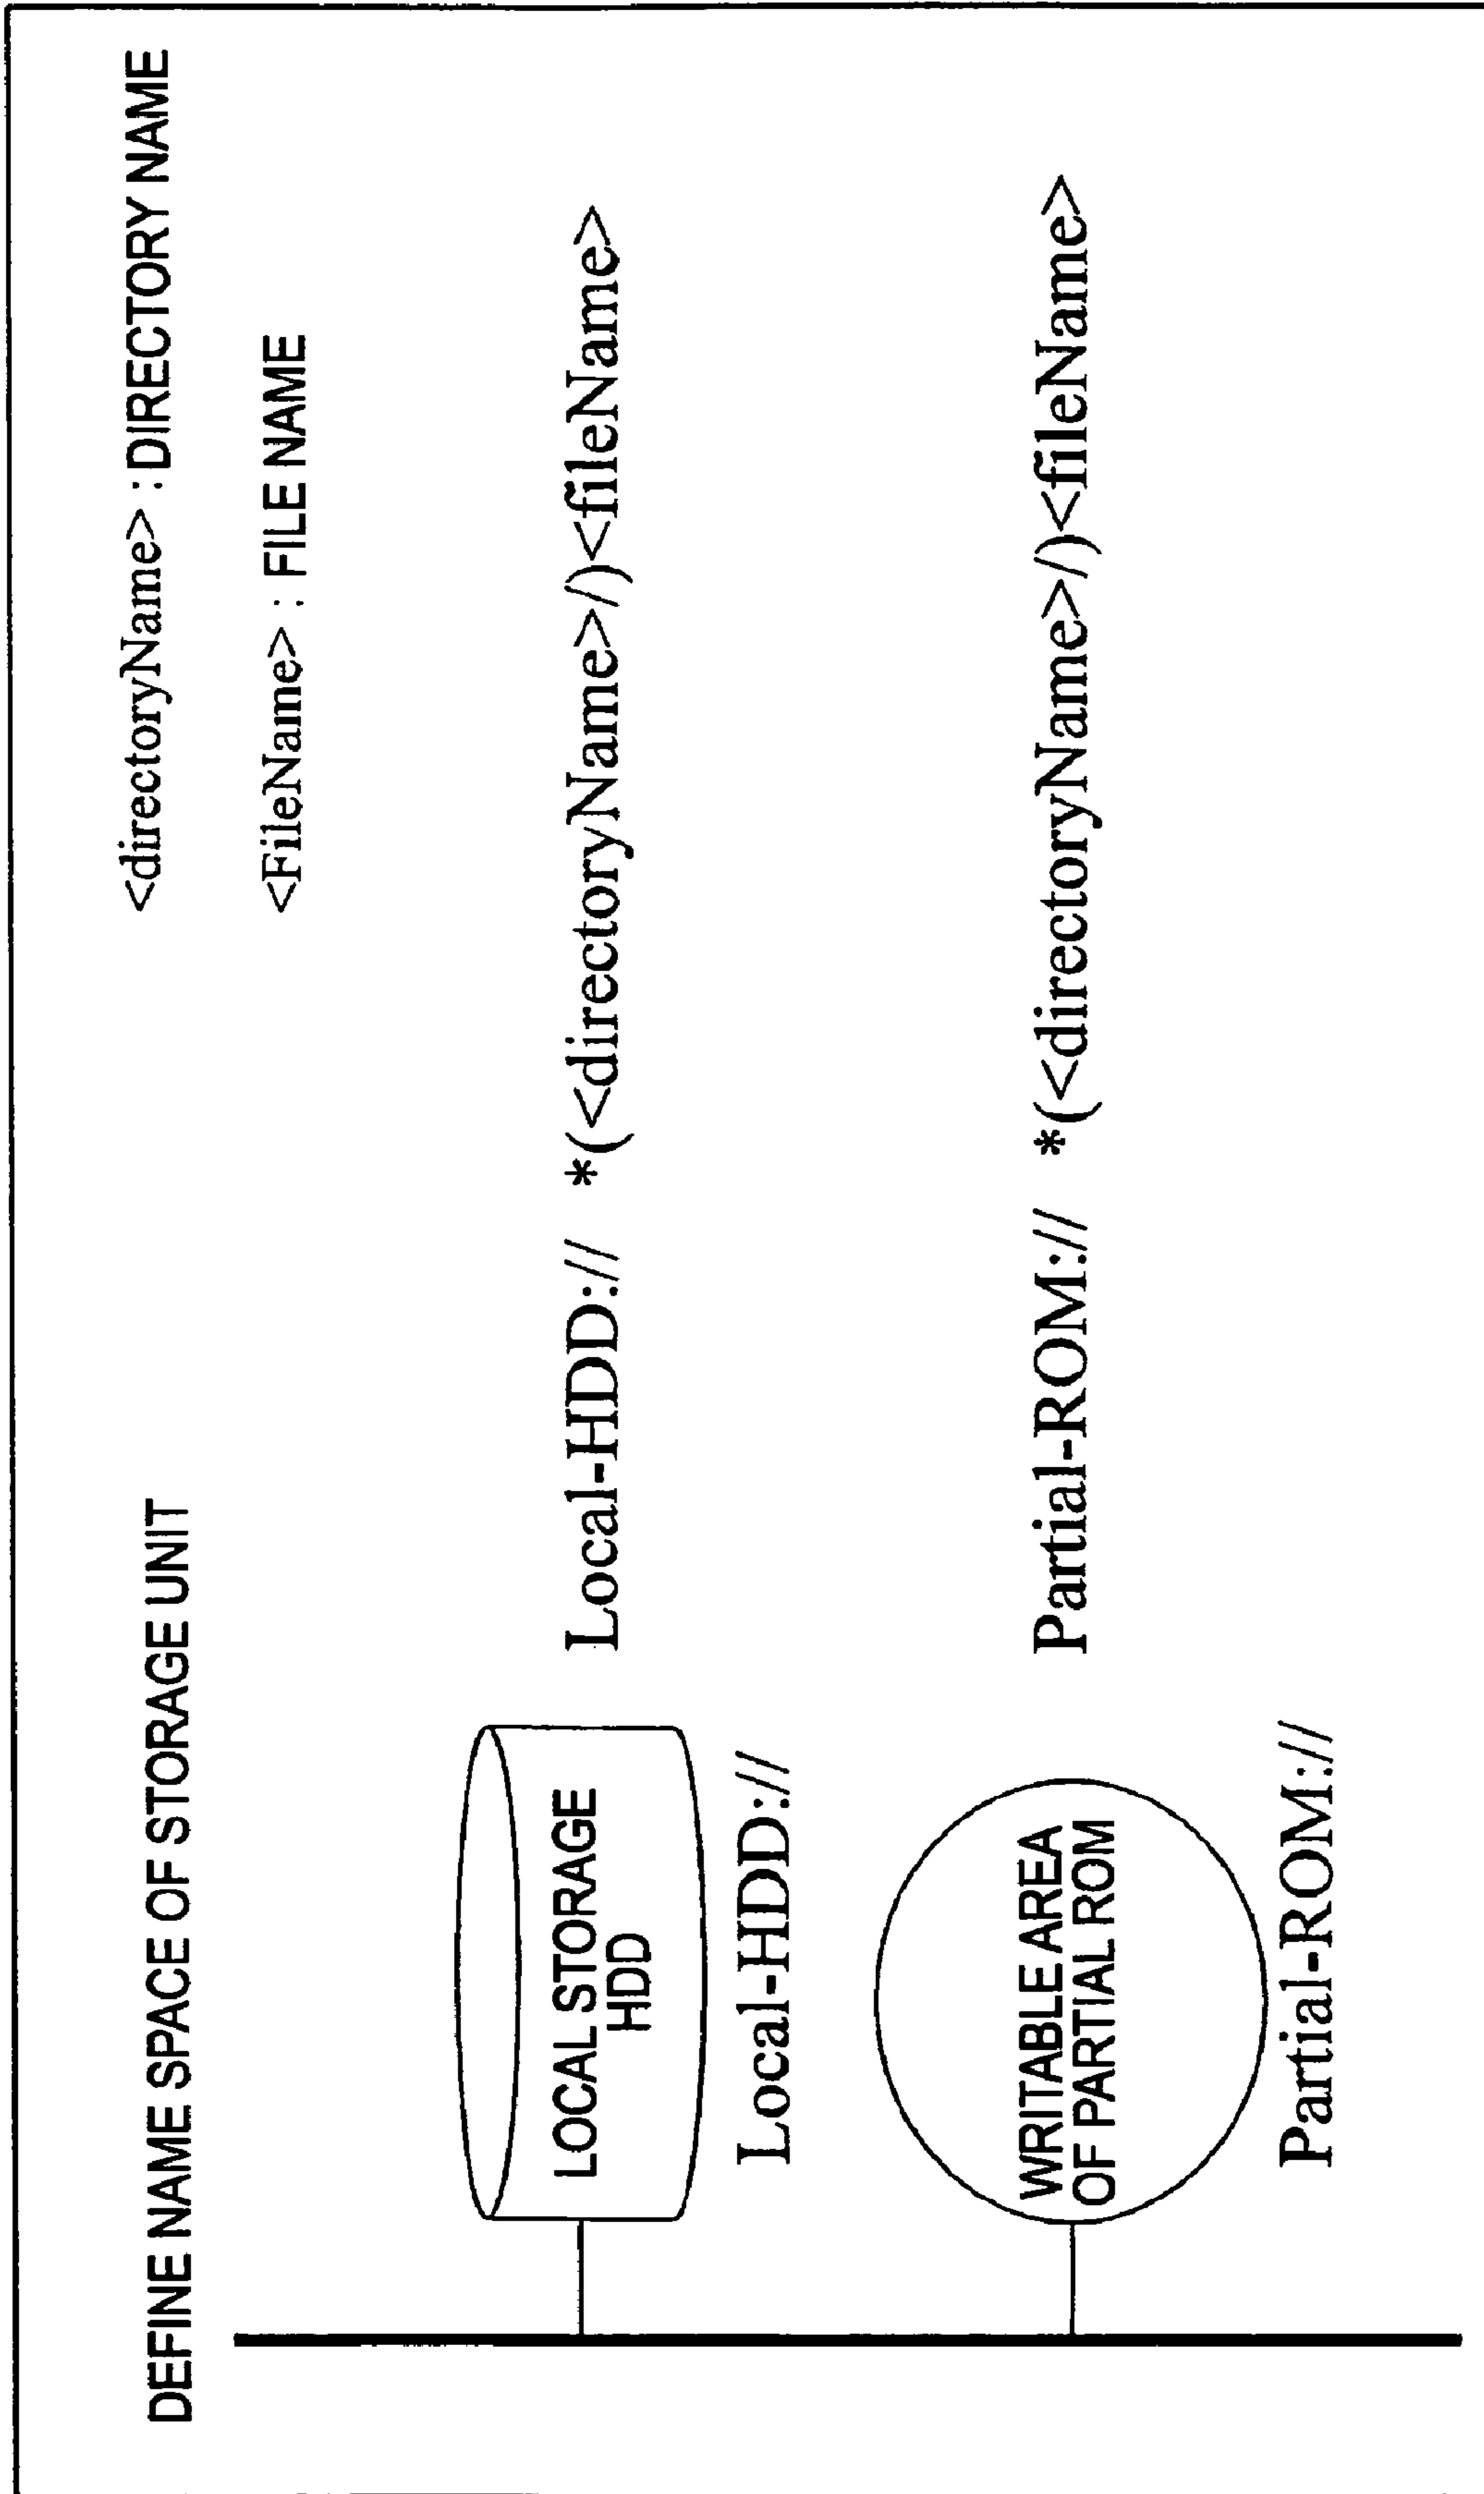 DEFINE NAME SPACE OF STORAGE UNIT
<directoryName> : DIRECTORY NAME
<FileName> : FILE NAME
LOCAL STORAGE
HDD
Local-HDD://
Local-HDD:// *(<directoryName>/)<fileName>
WRITABLE AREA
OF PARTIAL ROM
Partial-ROM://
Partial-ROM:// *(<directoryName>/)<fileName>